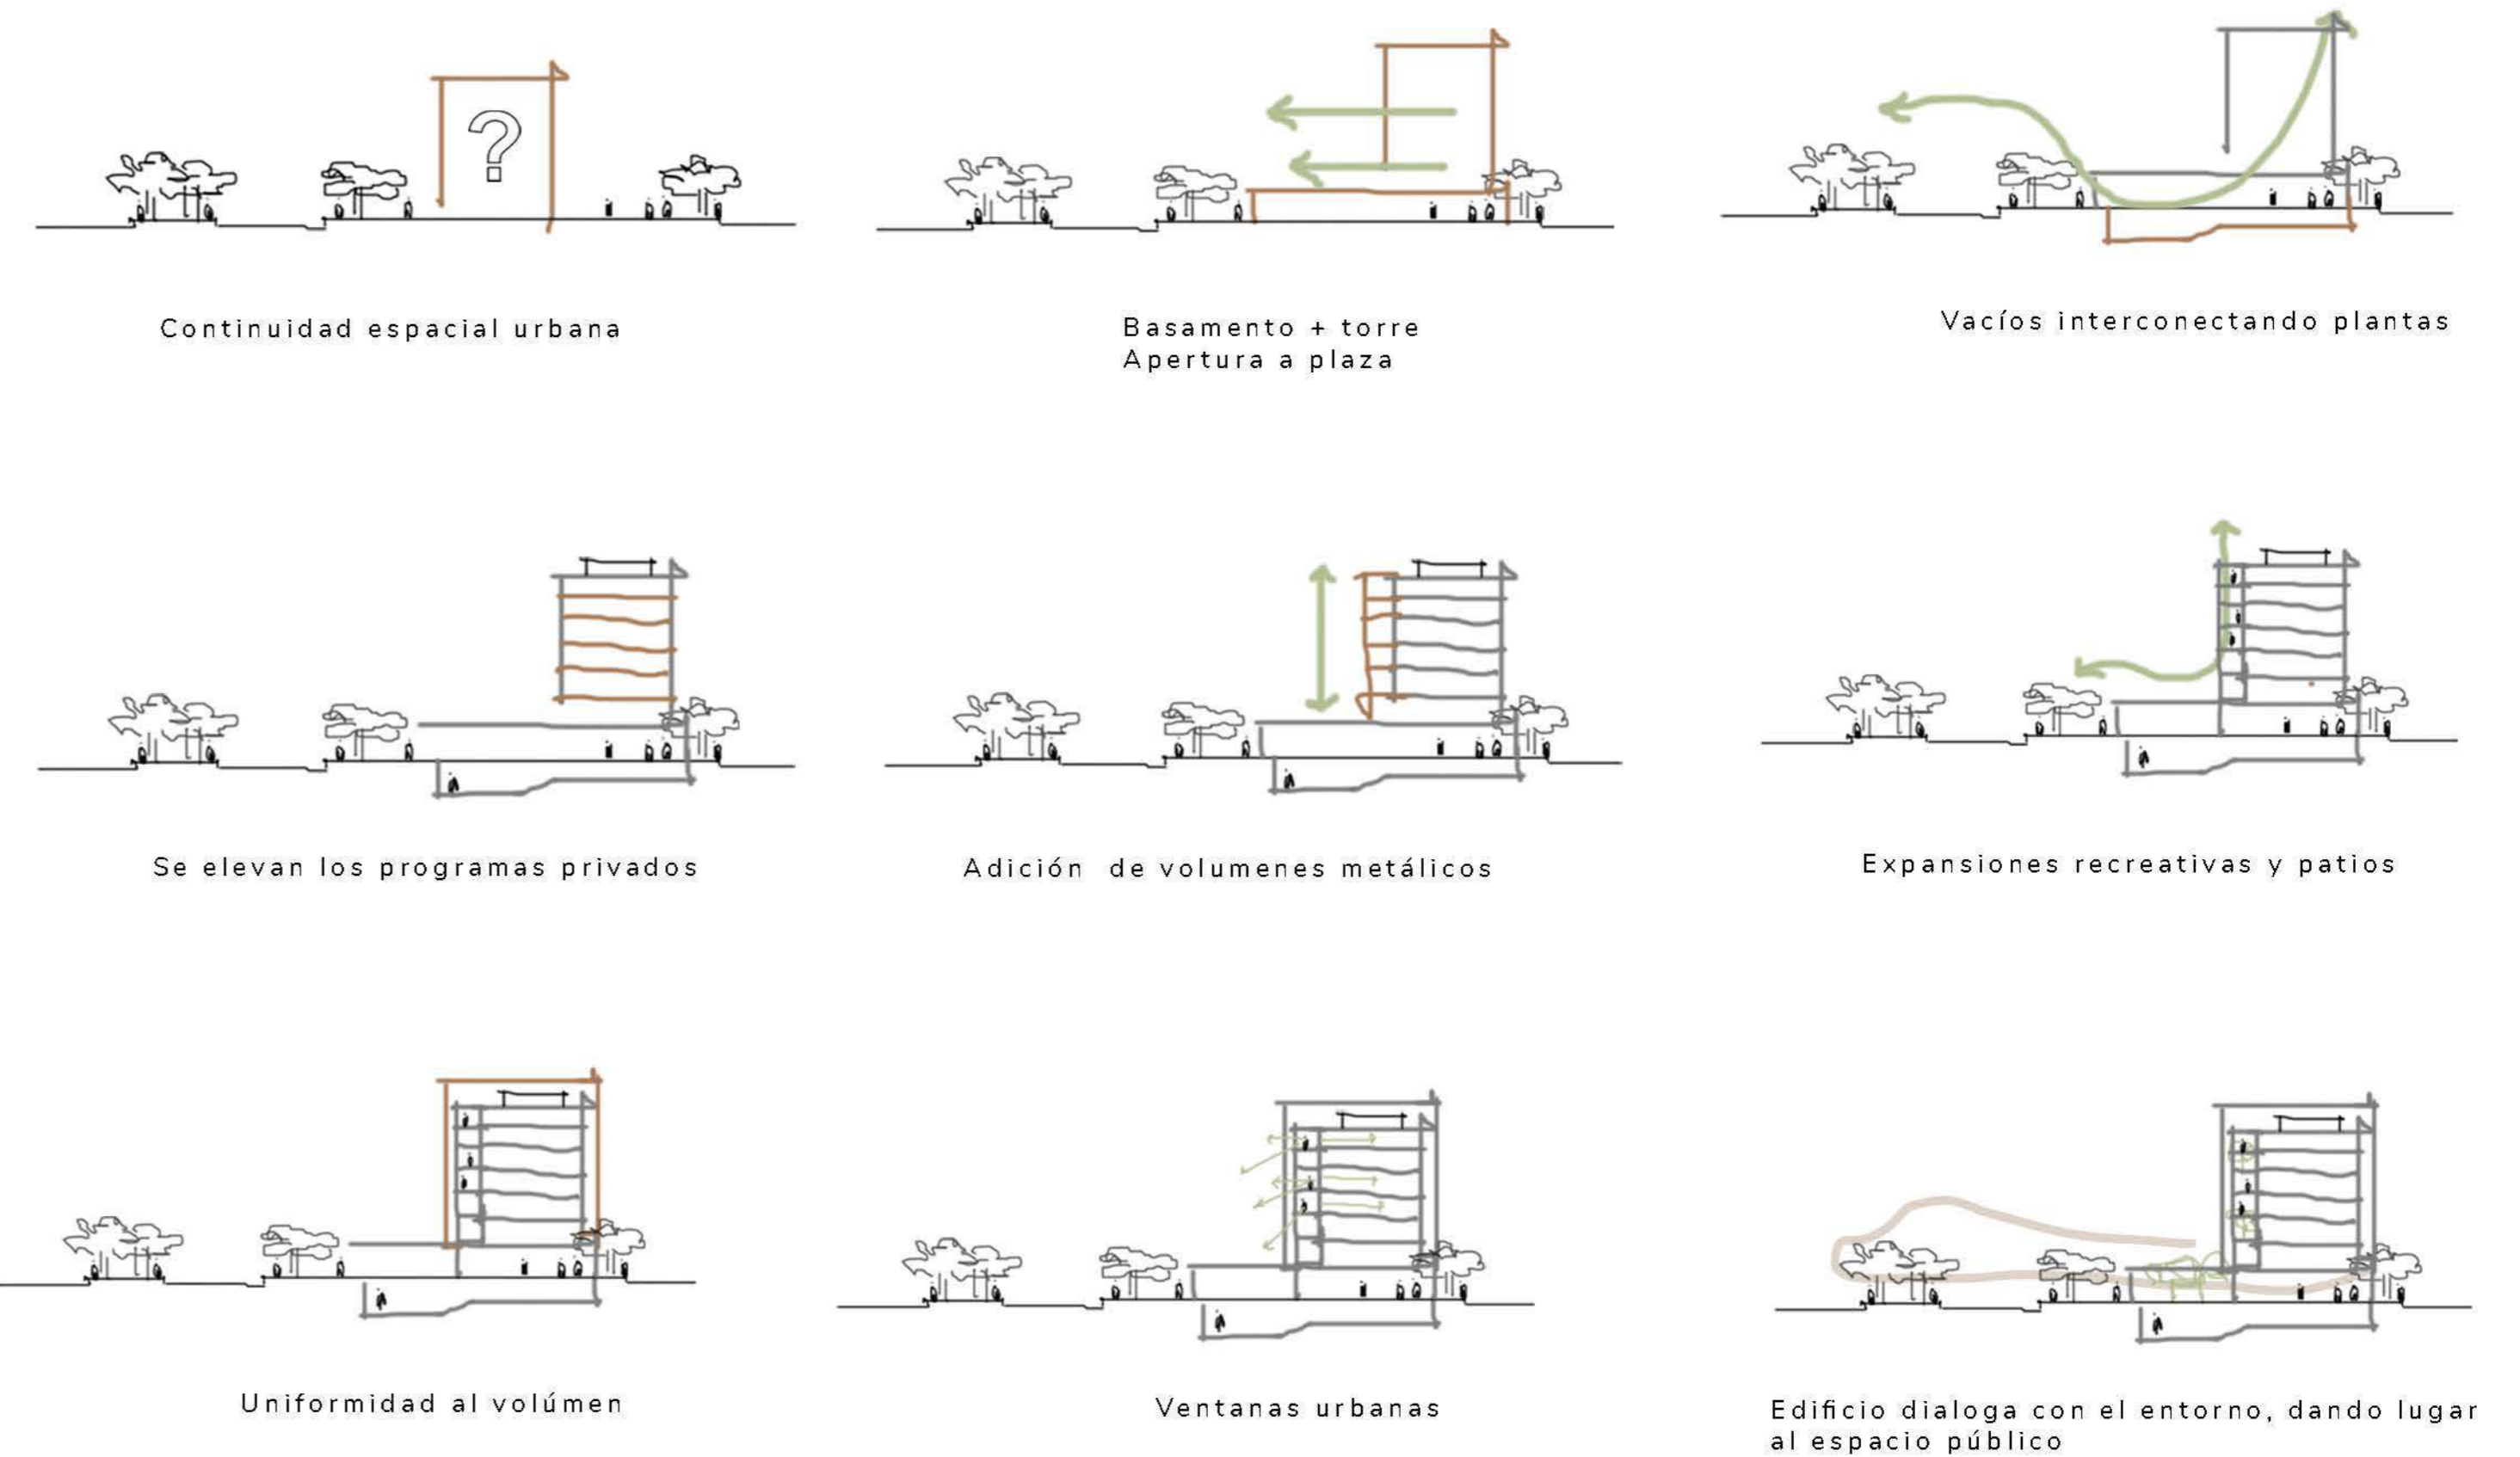 ?
Continuidad espacial urbana
Basamento + torre
Apertura a plaza
Vacíos interconectando plantas
Se elevan los programas privados
Adición de volumenes metálicos
Expansiones recreativas y patios
Uniformidad al volúmen
Ventanas urbanas
Edificio dialoga con el entorno, dando lugar
al espacio público